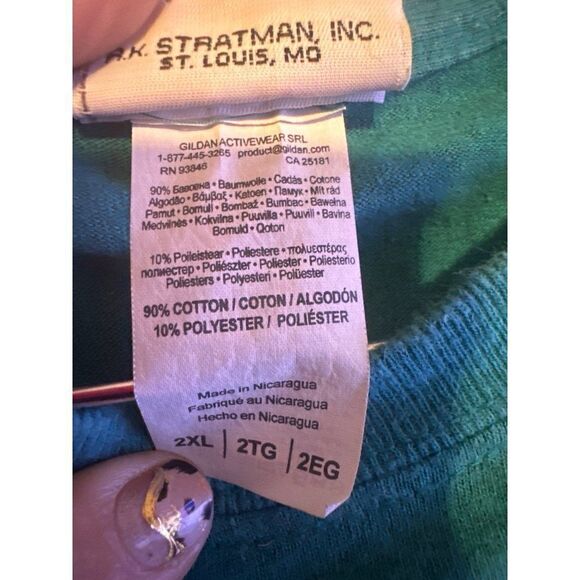 R.K. STRATMAN, INC.
ST. LOUIS, MO
GILDAN ACTIVEWEAR SRL
1-877-445-3265 product@gildan.com
RN 93846 CA 25181
90% Бавовна • Baumwolle • Cadás • Cotone
Algodão • Βάμβαξ • Katoen • Памук • Mit rád
Pamut • Bomull • Bombaž • Bumbac • Bawełna
Medvilnės • Kokvilna • Puuvilla • Puuvill • Bavlna
Bomuld • Qoton
10% Poileistear • Poliestere • πολυεστέρας
полиестер • Poliészter • Poliester • Poliesterio
Poliesters • Polyesteri • Polüester
90% COTTON / COTON / ALGODÓN
10% POLYESTER / POLIÉSTER
Made in Nicaragua
Fabriqué au Nicaragua
Hecho en Nicaragua
2XL | 2TG | 2EG